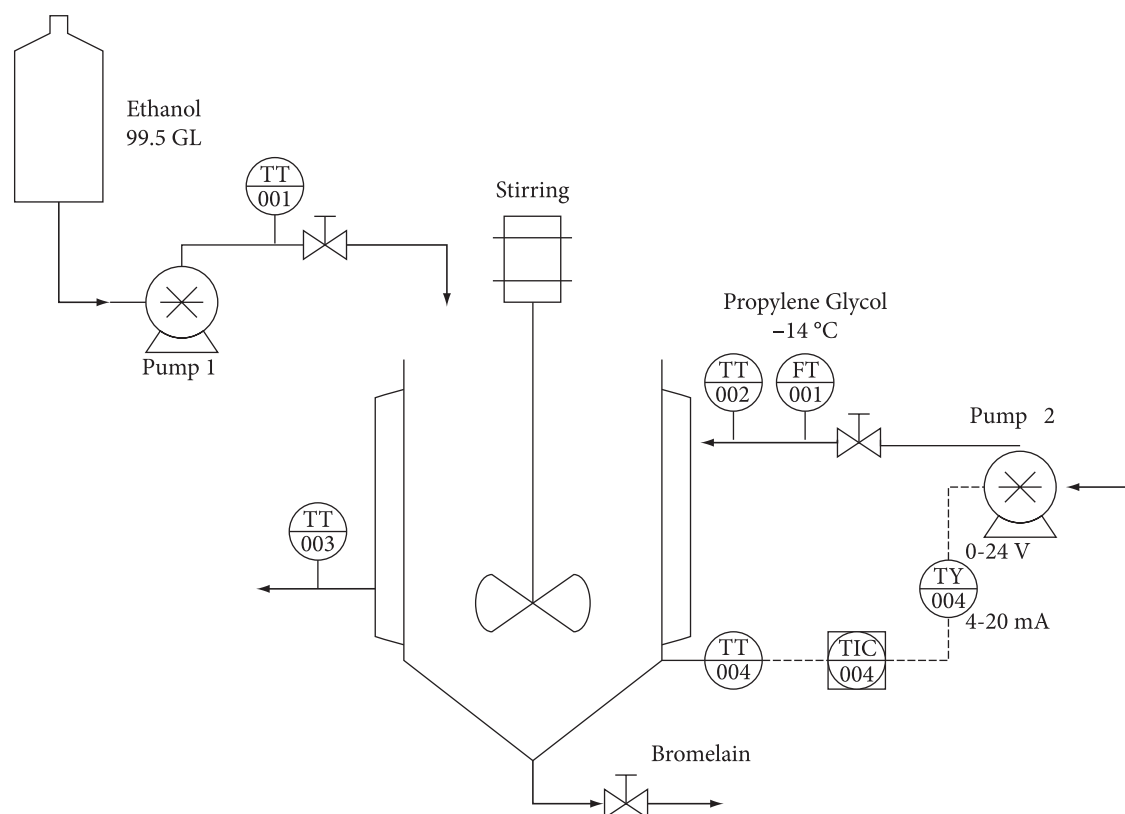 Ethanol
99.5 GL
TT
001
Stirring
Pump 1
Propylene Glycol
–14 °C
TT
002
FT
001
Pump 2
TT
003
0-24 V
TY
004
4-20 mA
TT
004
TIC
004
Bromelain